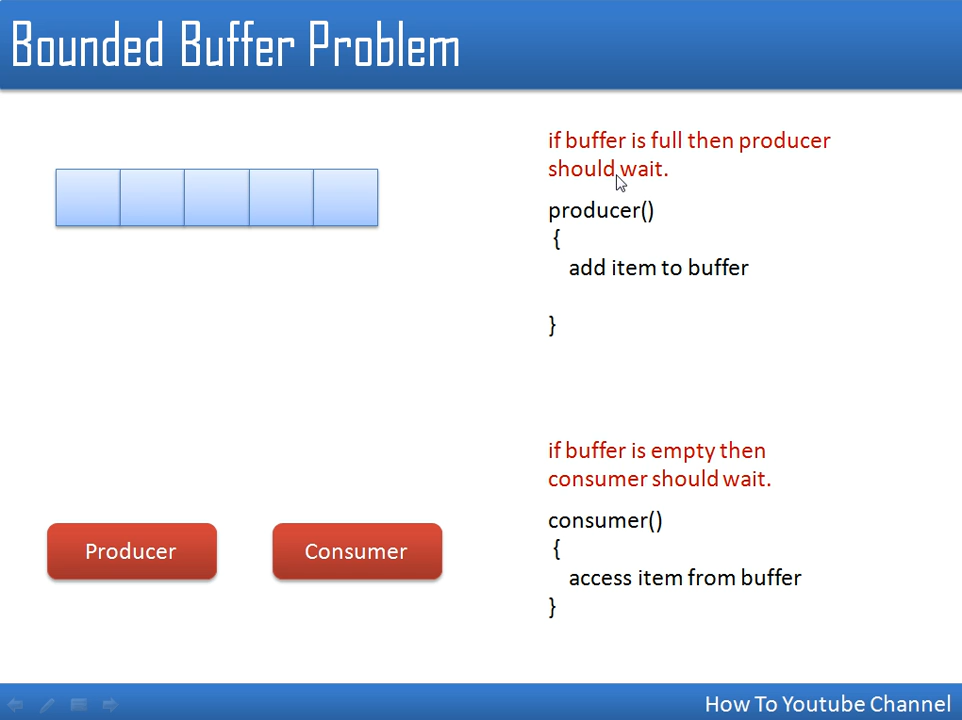 Bounded Buffer Problem
if buffer is full then producer
should wait.
producer()
{
add item to buffer
}
if buffer is empty then
consumer should wait.
consumer()
{
access item from buffer
}
Producer
Consumer
How To Youtube Channel